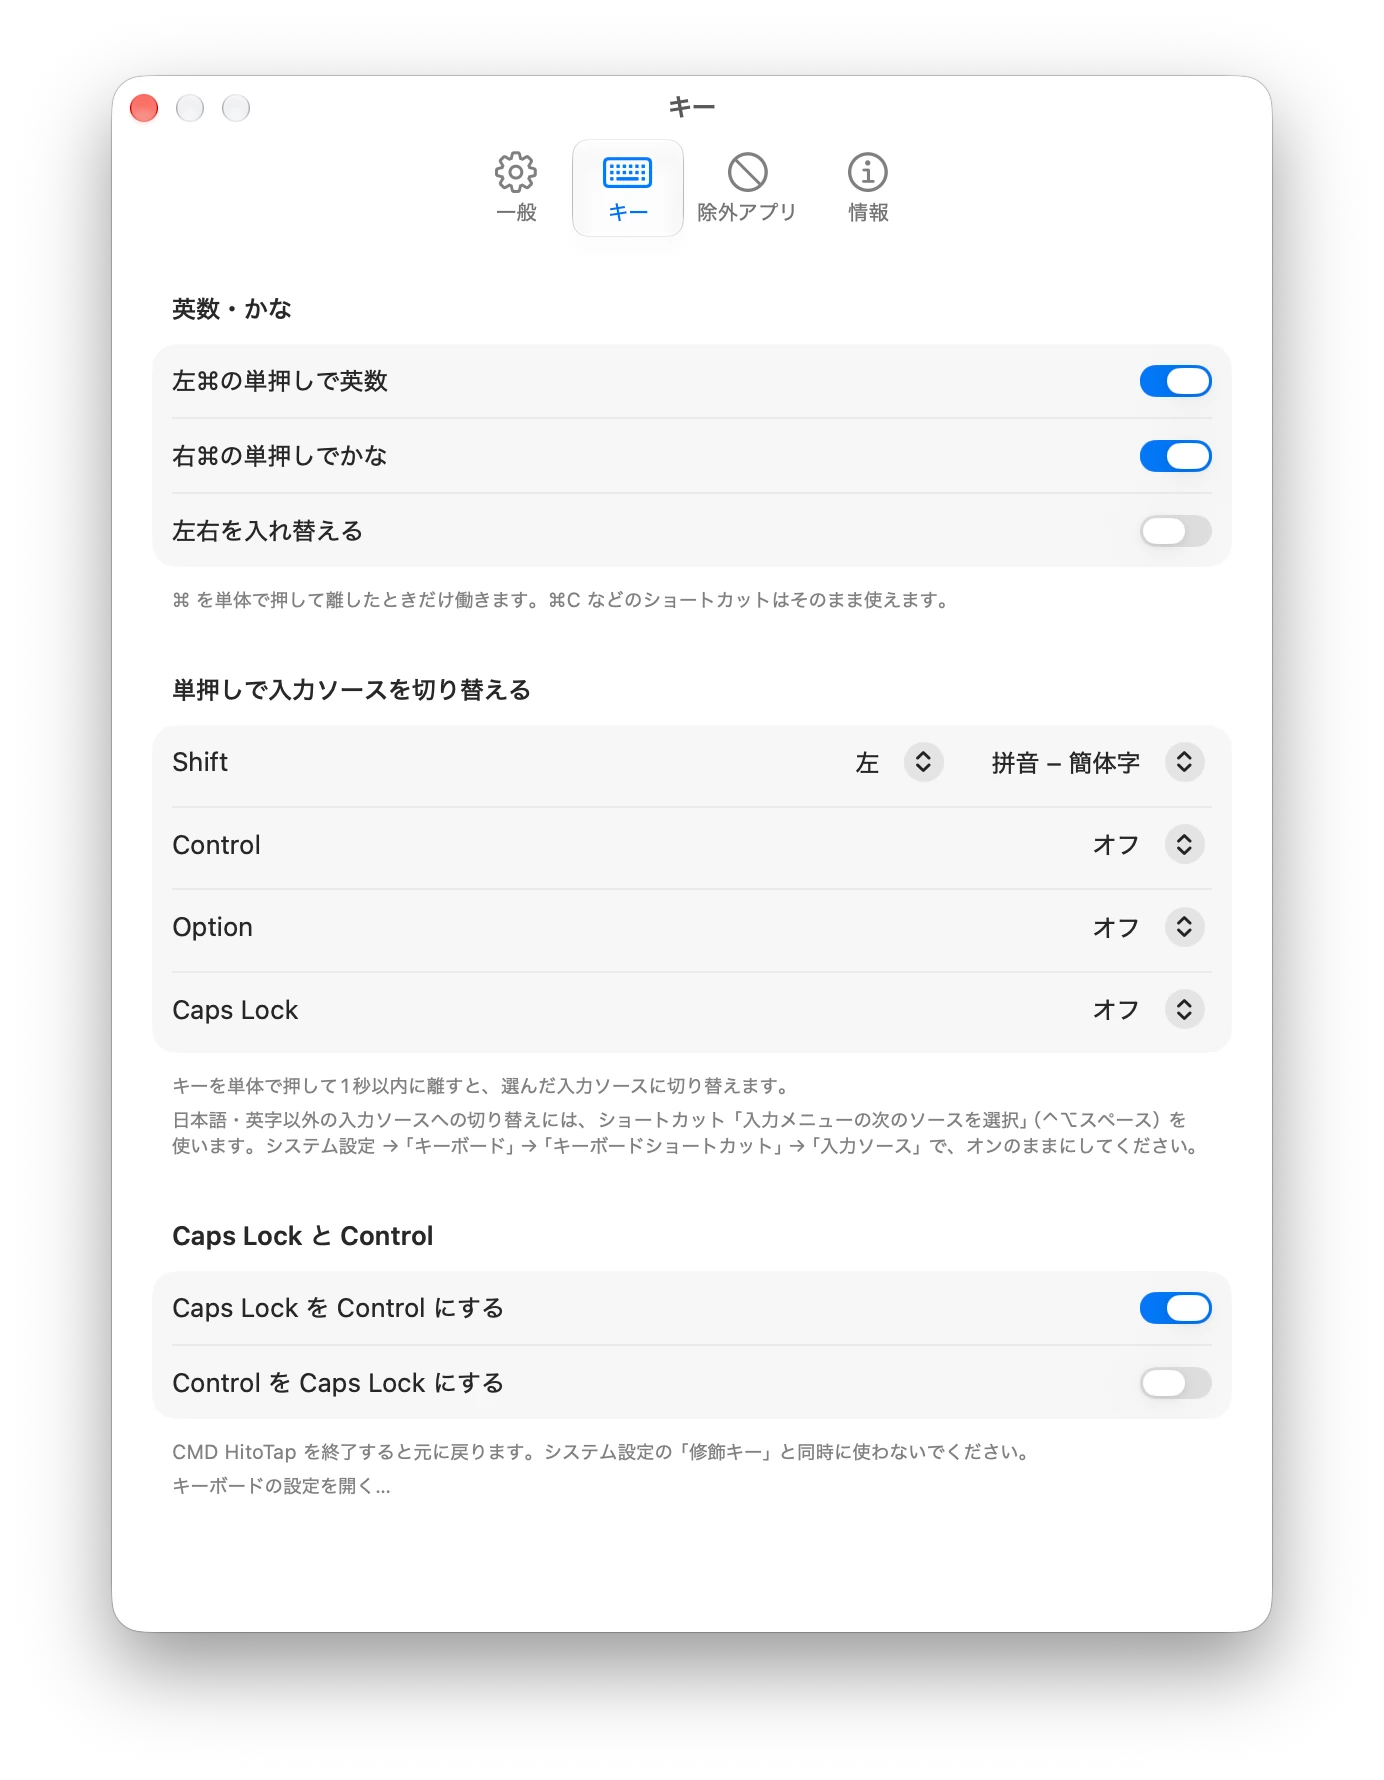 キー
一般
キー
除外アプリ
情報
英数・かな
左⌘の単押しで英数
右⌘の単押しでかな
左右を入れ替える
⌘ を単体で押して離したときだけ働きます。⌘C などのショートカットはそのまま使えます。
単押しで入力ソースを切り替える
Shift 左 拼音 – 簡体字
Control オフ
Option オフ
Caps Lock オフ
キーを単体で押して1秒以内に離すと、選んだ入力ソースに切り替えます。
日本語・英字以外の入力ソースへの切り替えには、ショートカット「入力メニューの次のソースを選択」（^⌥スペース）を
使います。システム設定 →「キーボード」→「キーボードショートカット」→「入力ソース」で、オンのままにしてください。
Caps Lock と Control
Caps Lock を Control にする
Control を Caps Lock にする
CMD HitoTap を終了すると元に戻ります。システム設定の「修飾キー」と同時に使わないでください。
キーボードの設定を開く...